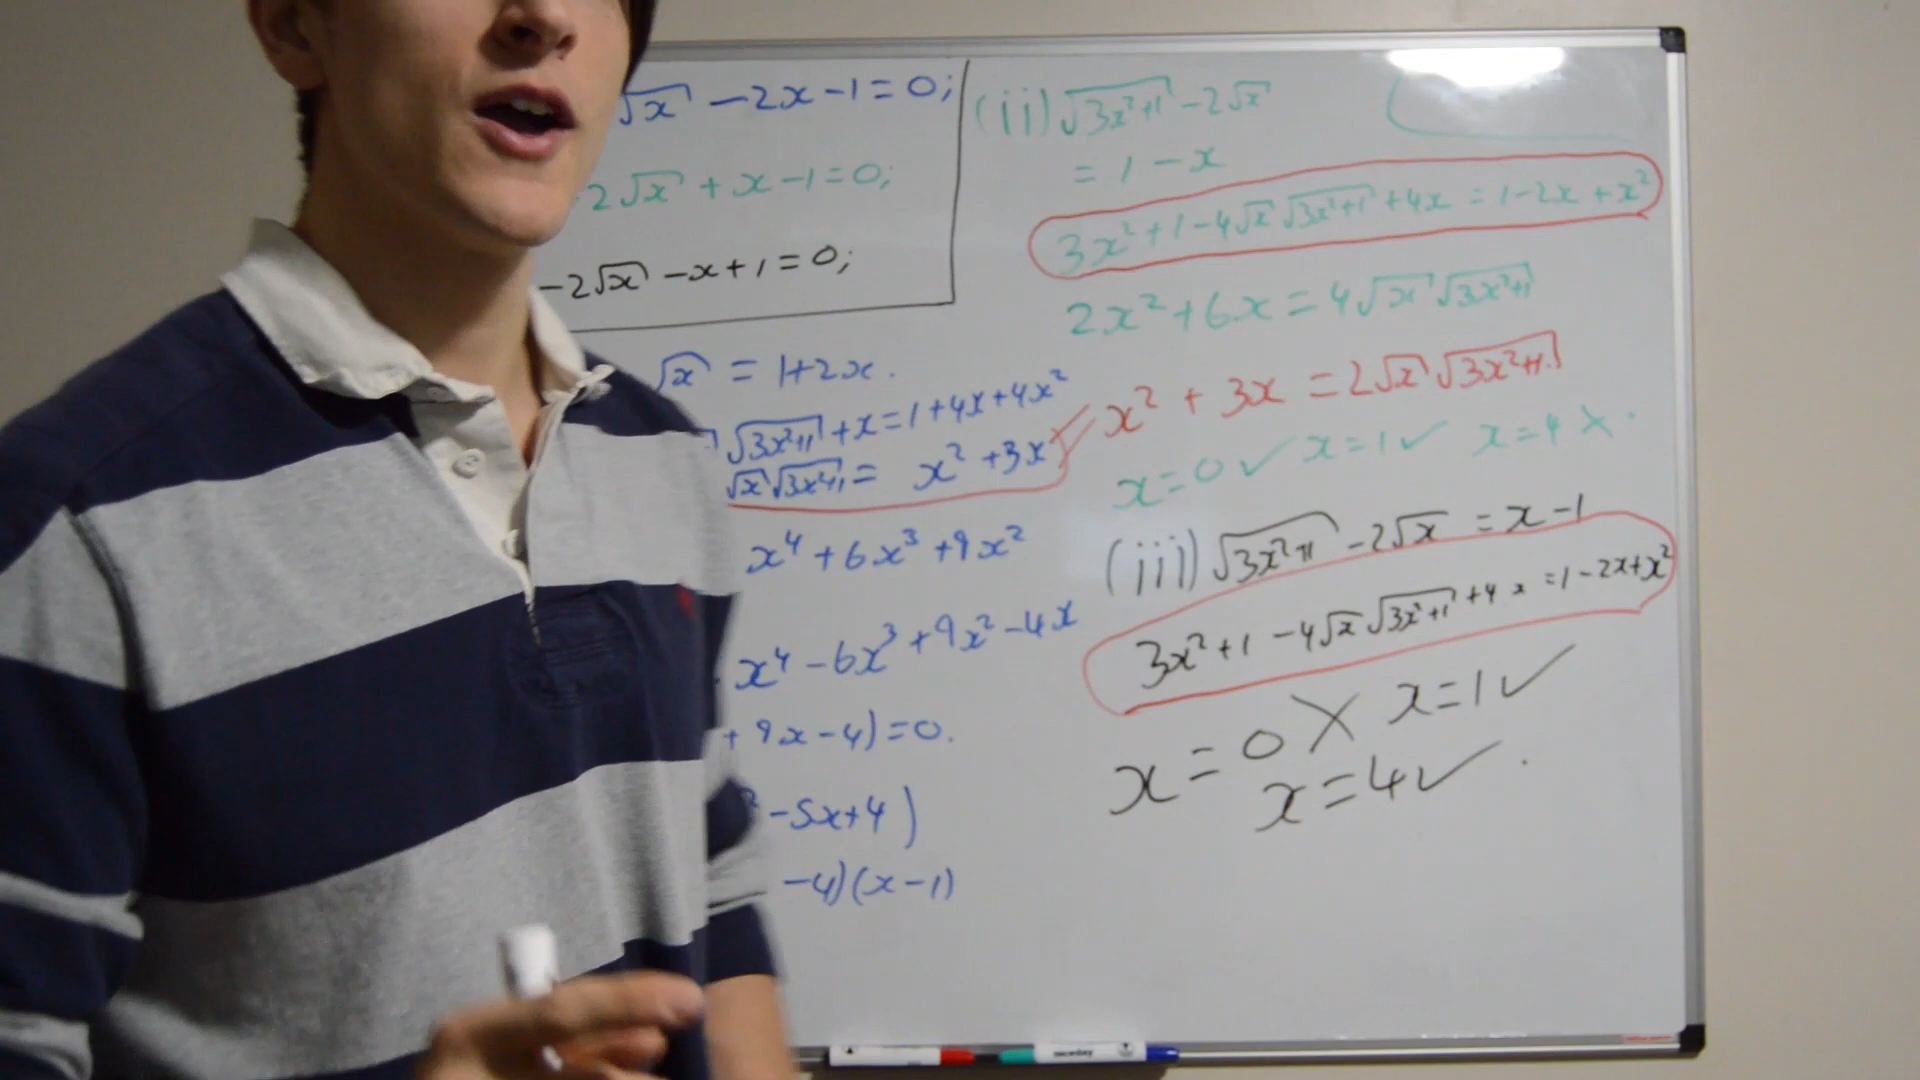 √x − 2x − 1 = 0;
2√x + x − 1 = 0;
− 2√x − x + 1 = 0;
√x = 1 + 2x.
√(3x²+1) + x = 1 + 4x + 4x²
√x √(3x²+1) = x² + 3x
x⁴ + 6x³ + 9x²
x⁴ − 6x³ + 9x² − 4x
+ 9x − 4) = 0.
² − 5x + 4)
− 4)(x − 1)
(ii) √(3x²+1) − 2√x
= 1 − x
3x² + 1 − 4√x √(3x²+1) + 4x = 1 − 2x + x²
2x² + 6x = 4√x √(3x²+1)
x² + 3x = 2√x √(3x²+1)
x = 0 ✓ x = 1 ✓ x = 4 ✗.
(iii) √(3x²+1) − 2√x = x − 1
3x² + 1 − 4√x √(3x²+1) + 4x = 1 − 2x + x²
x = 0 ✗ x = 1 ✓
x = 4 ✓.